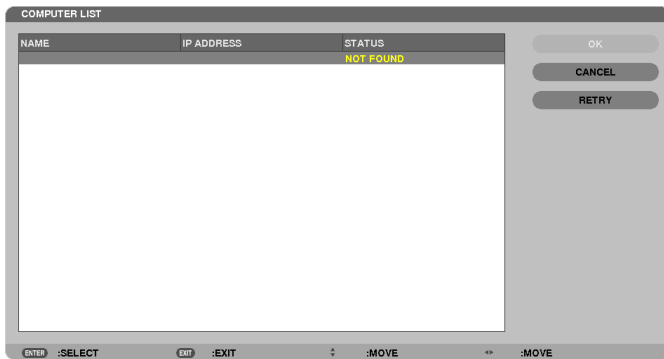 COMPUTER LIST
NAME IP ADDRESS STATUS
NOT FOUND
OK
CANCEL
RETRY
ENTER :SELECT EXIT :EXIT :MOVE :MOVE